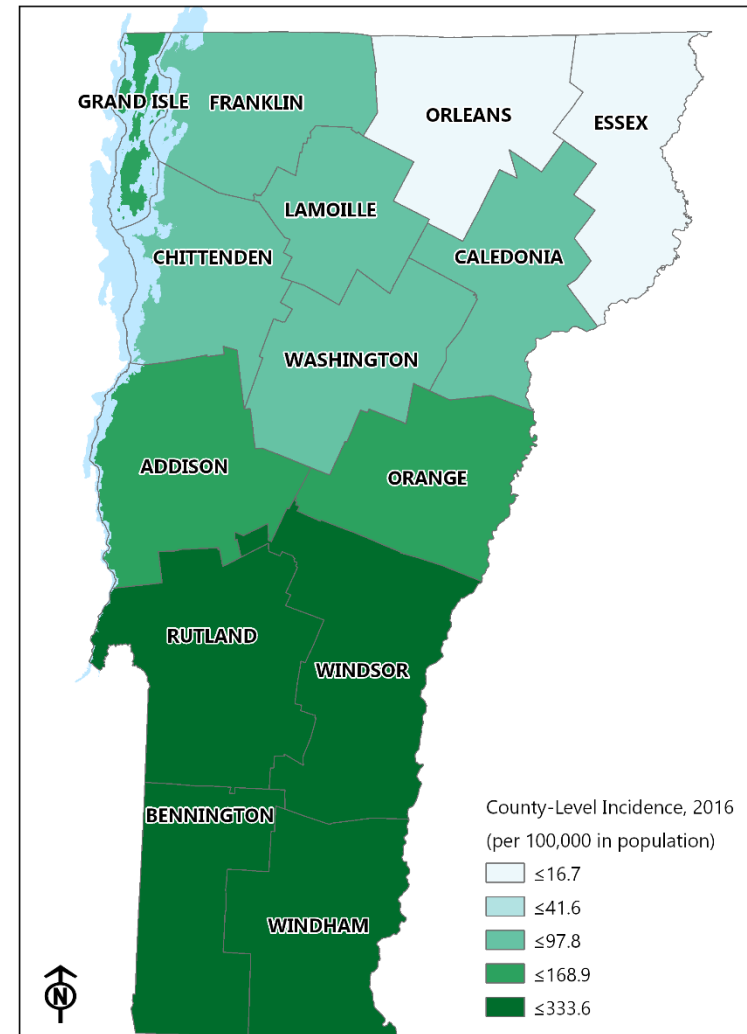 GRAND ISLE
FRANKLIN
ORLEANS
ESSEX
LAMOILLE
CHITTENDEN
CALEDONIA
WASHINGTON
ADDISON
ORANGE
RUTLAND
WINDSOR
BENNINGTON
WINDHAM
County-Level Incidence, 2016
(per 100,000 in population)
≤16.7
≤41.6
≤97.8
≤168.9
≤333.6
N